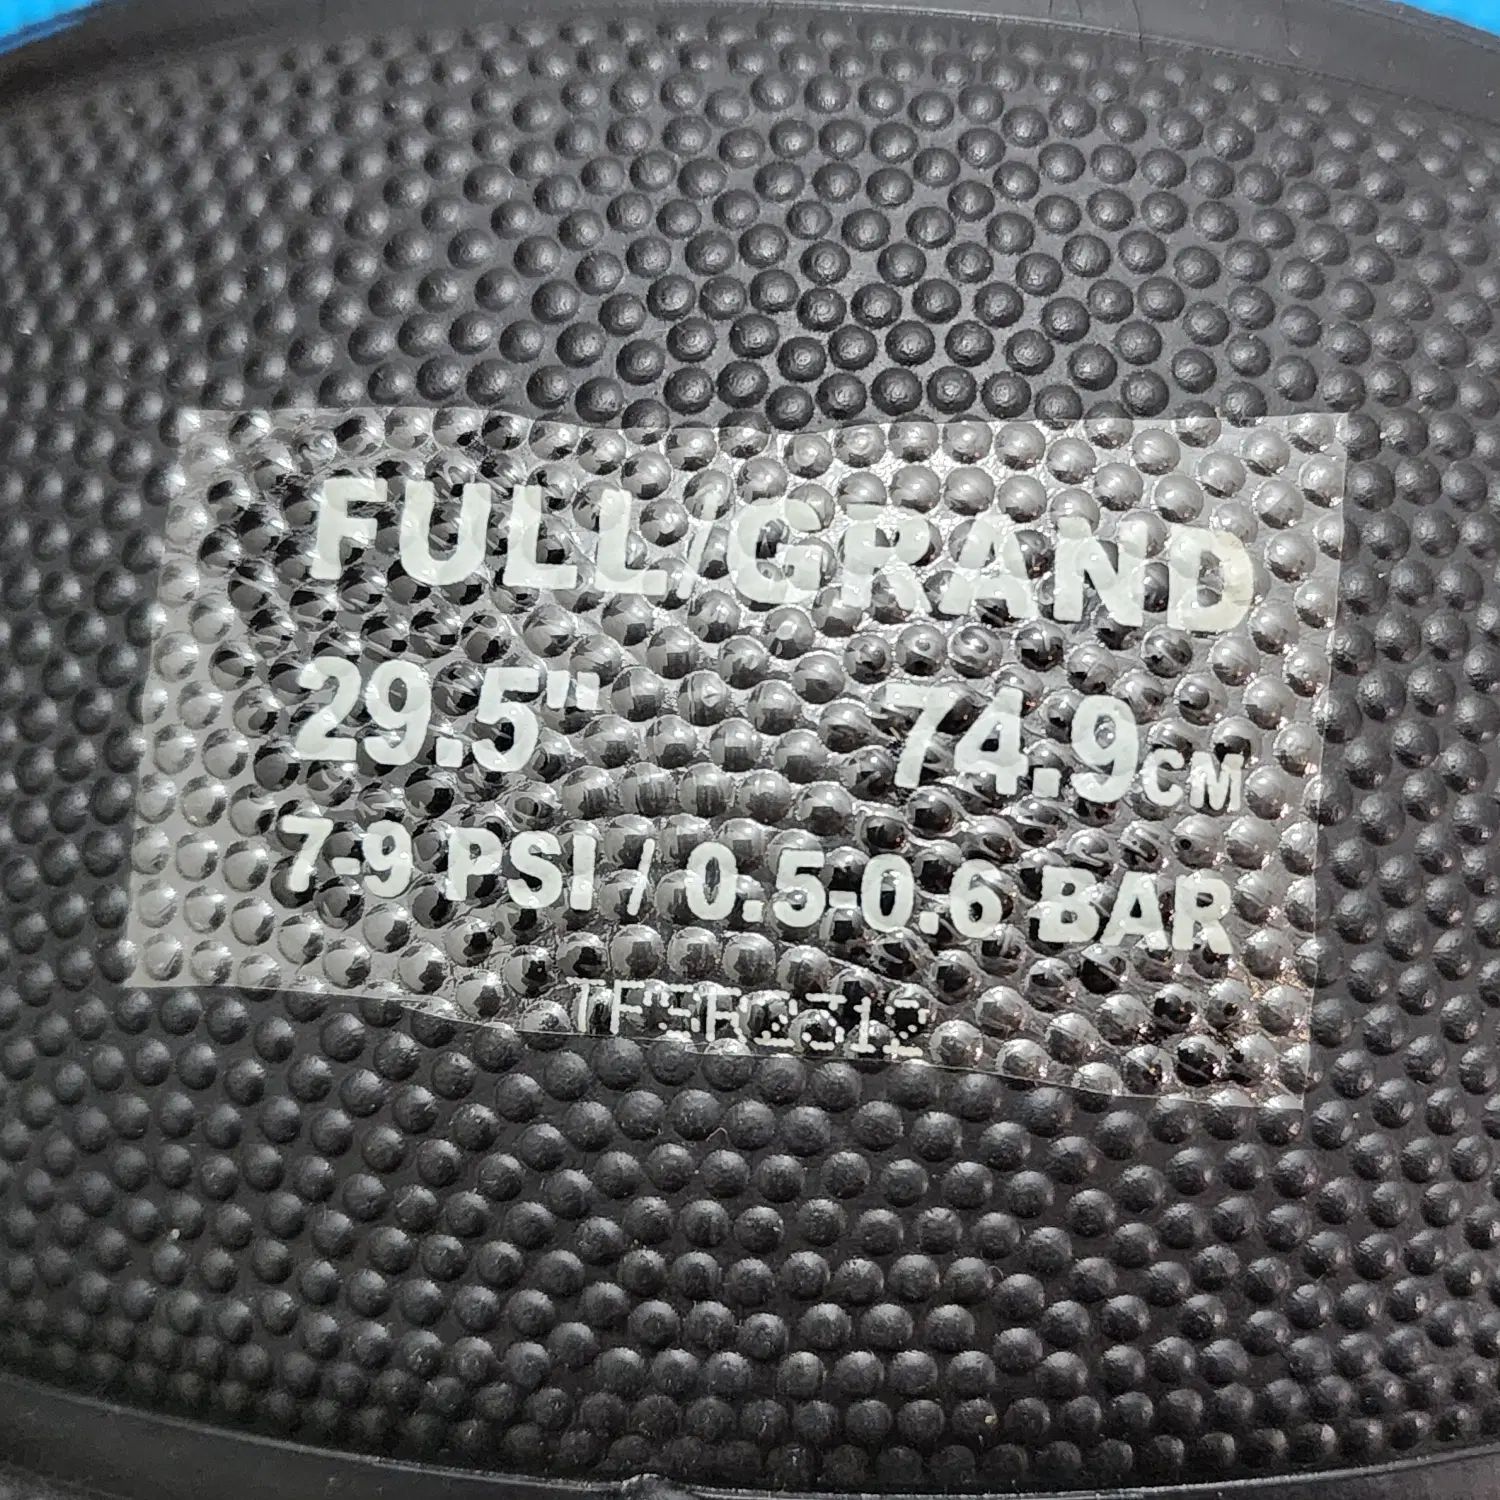 FULL/GRAND
29.5" 74.9CM
7-9 PSI / 0.5-0.6 BAR